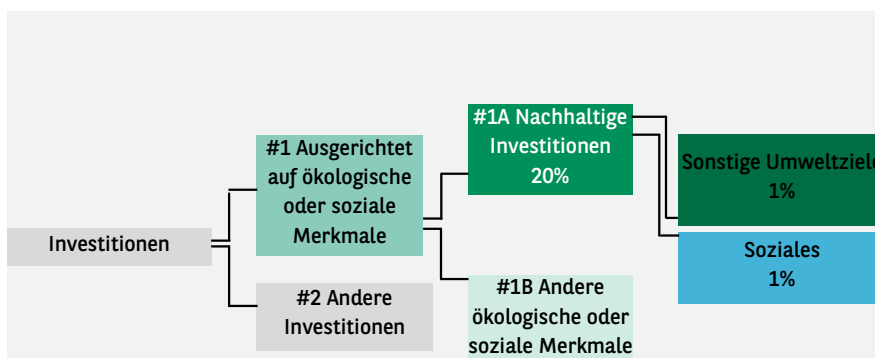 Investitionen
#1 Ausgerichtet
auf ökologische
oder soziale
Merkmale
#2 Andere
Investitionen
#1A Nachhaltige
Investitionen
20%
#1B Andere
ökologische oder
soziale Merkmale
Sonstige Umweltziele
1%
Soziales
1%